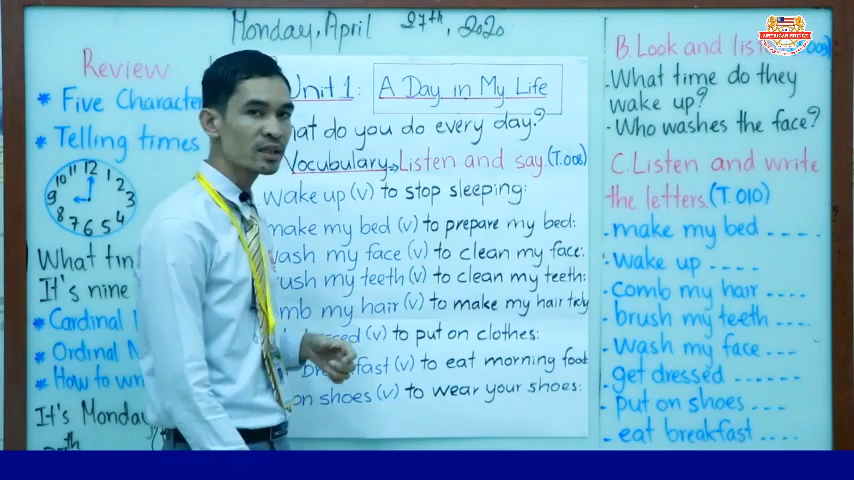 Monday, April 27th, 2020
Review
* Five Character
* Telling times
10 11 12 1 2 3 4 5 6 7 8 9
What tim
It's nine
* Cardinal
* Ordinal N
* How to wri
It's Monday
th
Unit 1: A Day in My Life
hat do you do every day?
Vocubulary Listen and say. (T.008)
wake up (v) to stop sleeping:
make my bed (v) to prepare my bed:
ash my face (v) to clean my face:
ush my teeth (v) to clean my teeth:
mb my hair (v) to make my hair tidy
ssed (v) to put on clothes:
breakfast (v) to eat morning food:
on shoes (v) to wear your shoes:
B. Look and listen
.What time do they
wake up?
. Who washes the face?
C. Listen and write
the letters. (T.010)
. make my bed _ _ _ _ _
. wake up _ _ _ _
. comb my hair _ _ _ _
. brush my teeth _ _ _ _
. wash my face _ _ _ _
. get dressed _ _ _ _
. put on shoes _ _ _ _
. eat breakfast _ _ _ _